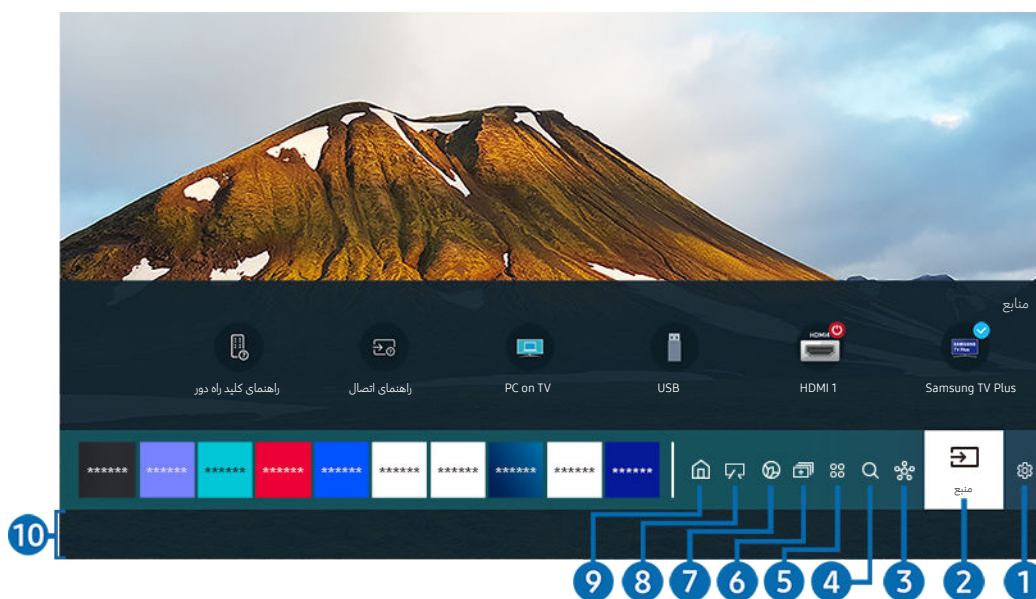 منابع
HDMI4
SAMSUNG
TV Plus
Samsung TV Plus
HDMI 1
USB
PC on TV
راهنمای اتصال
راهنمای کلید راه دور
****** ****** ****** ****** ****** ****** ****** ****** ****** ******
منبع
10
9 8 7 6 5 4 3 2 1